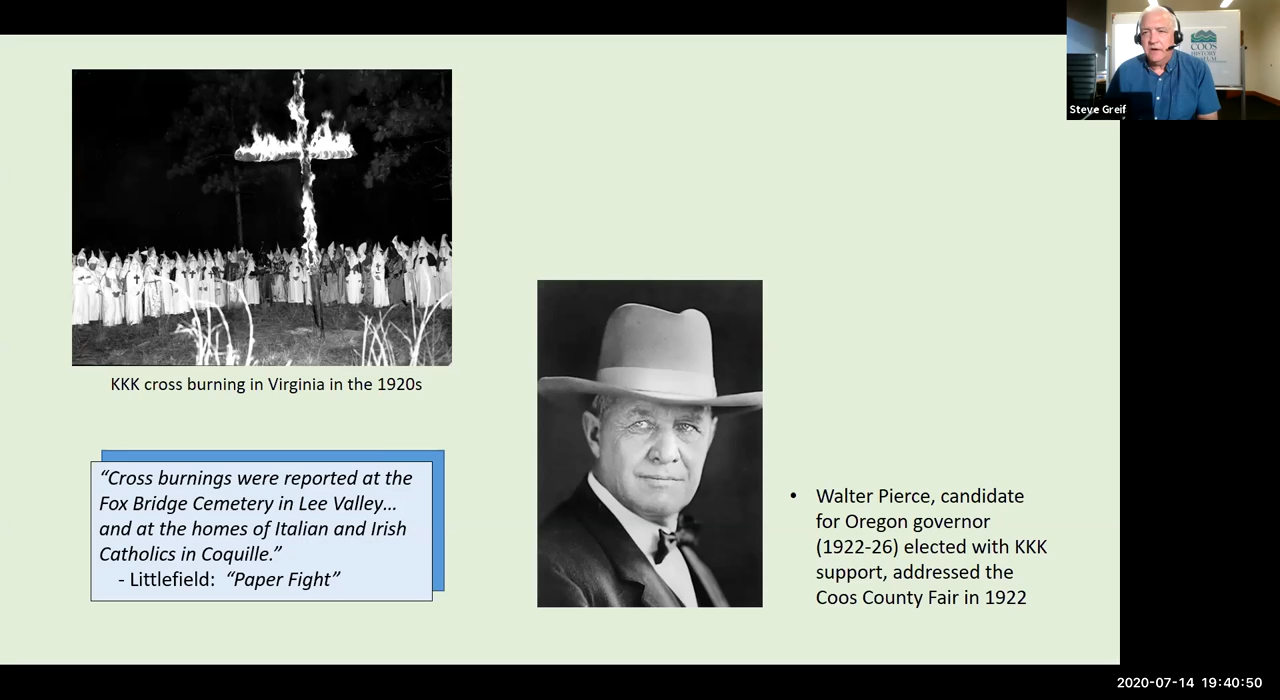 COOS
HISTORY
MUSEUM
Steve Greif
KKK cross burning in Virginia in the 1920s
“Cross burnings were reported at the
Fox Bridge Cemetery in Lee Valley…
and at the homes of Italian and Irish
Catholics in Coquille.”
- Littlefield: “Paper Fight”
• Walter Pierce, candidate
for Oregon governor
(1922-26) elected with KKK
support, addressed the
Coos County Fair in 1922
2020-07-14 19:40:50